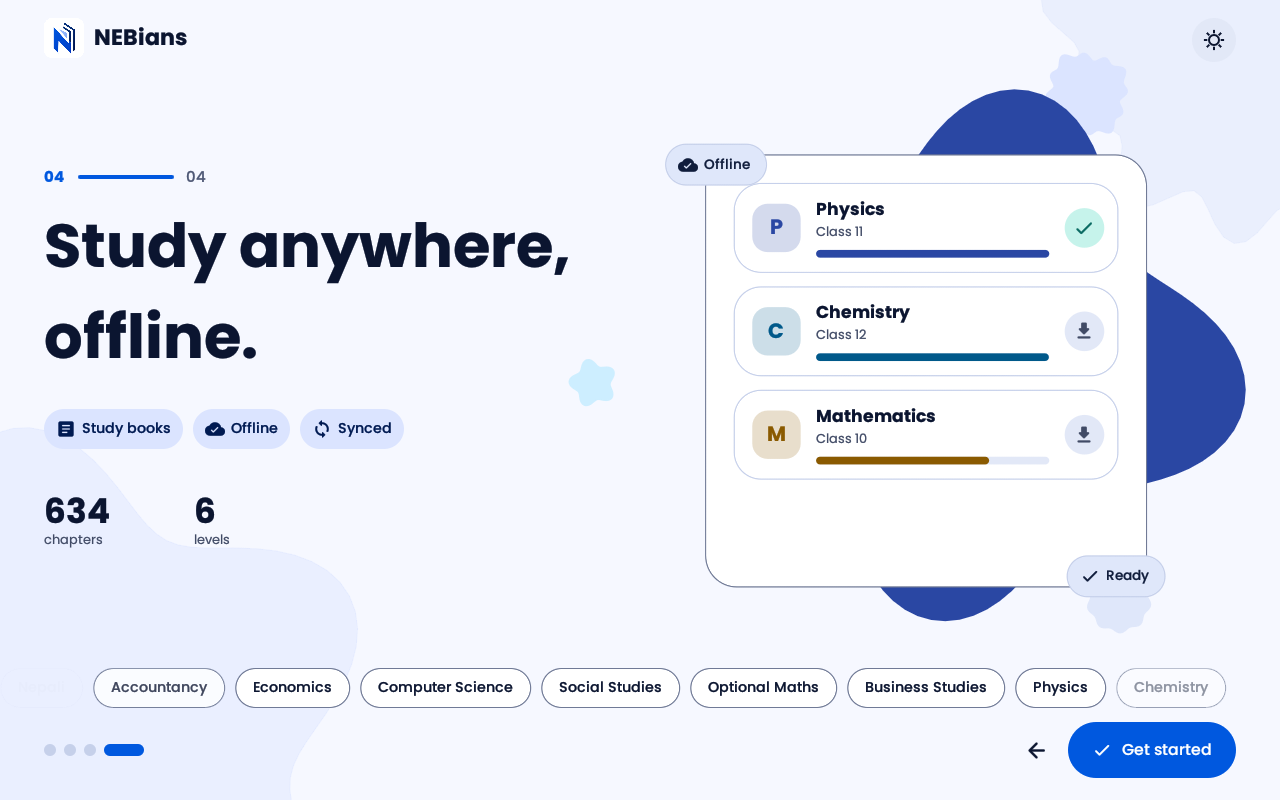 NEBians
04 04
Study anywhere,
offline.
Study books Offline Synced
634 6
chapters levels
Offline
P Physics
Class 11
C Chemistry
Class 12
M Mathematics
Class 10
Ready
Accountancy Economics Computer Science Social Studies Optional Maths Business Studies Physics Chemistry
Get started